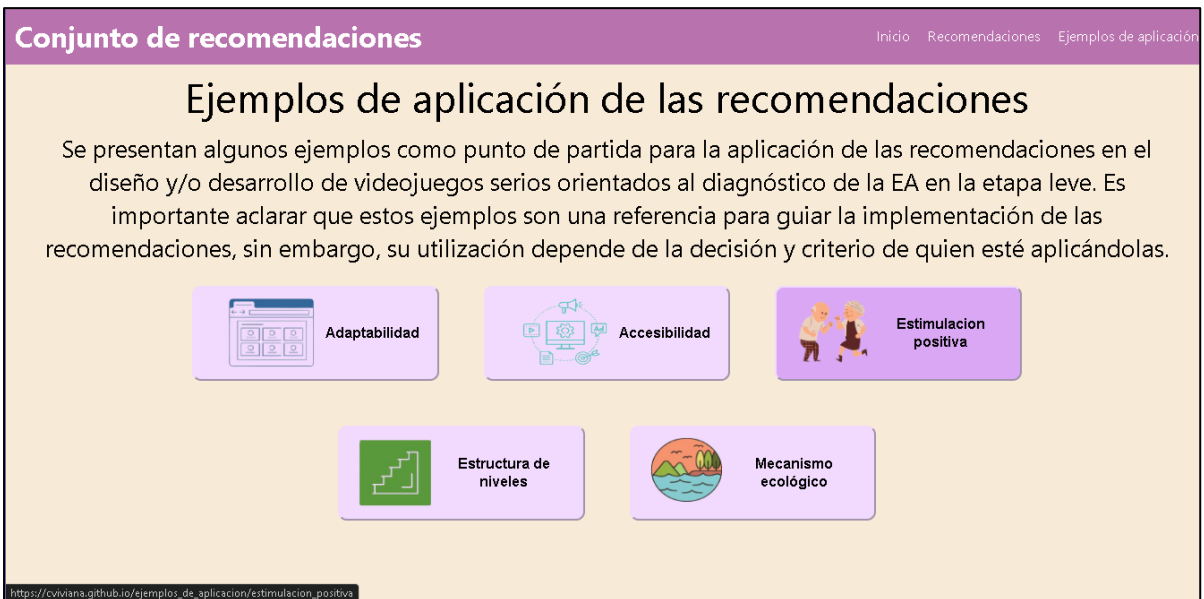 Conjunto de recomendaciones
Inicio Recomendaciones Ejemplos de aplicación
Ejemplos de aplicación de las recomendaciones
Se presentan algunos ejemplos como punto de partida para la aplicación de las recomendaciones en el
diseño y/o desarrollo de videojuegos serios orientados al diagnóstico de la EA en la etapa leve. Es
importante aclarar que estos ejemplos son una referencia para guiar la implementación de las
recomendaciones, sin embargo, su utilización depende de la decisión y criterio de quien esté aplicándolas.
Adaptabilidad
Accesibilidad
Estimulacion
positiva
Estructura de
niveles
Mecanismo
ecológico
https://cviviana.github.io/ejemplos_de_aplicacion/estimulacion_positiva